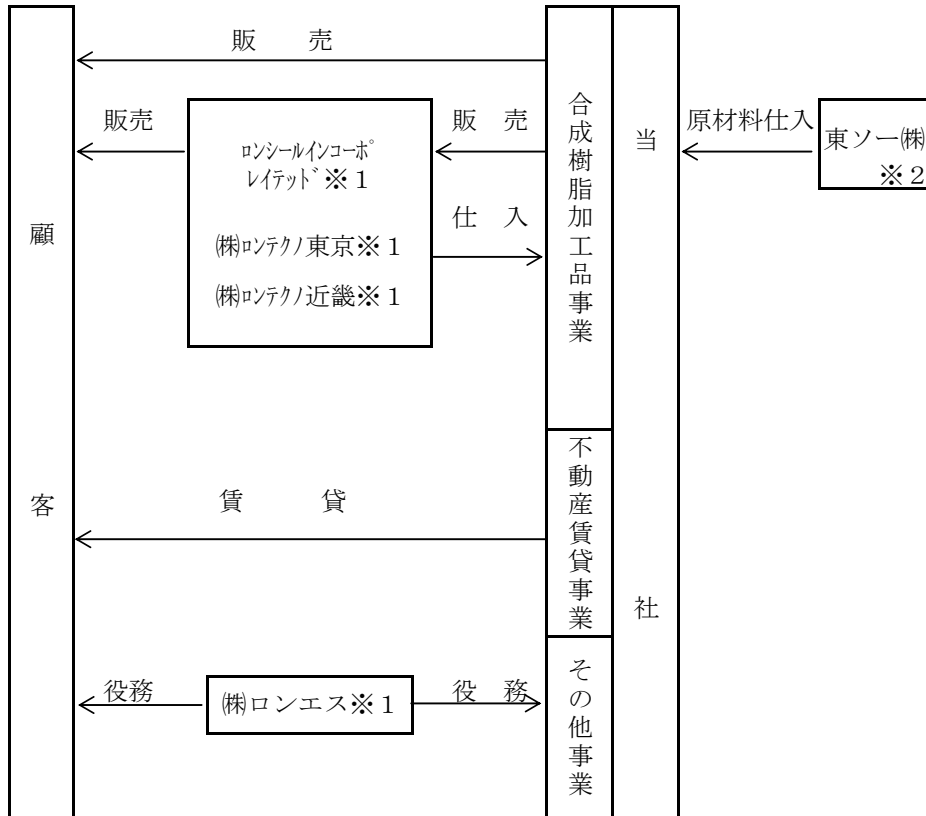 販　　売
販売
販　売
原材料仕入
ﾛﾝｼｰﾙｲﾝｺｰﾎﾟ
ﾚｲﾃｯﾄﾞ※１
東ソー㈱
※２
仕　入
㈱ﾛﾝﾃｸﾉ東京※１
㈱ﾛﾝﾃｸﾉ近畿※１
合成樹脂加工品事業
当社
顧客
賃　　貸
不動産賃貸事業
役務
㈱ロンエス※１
役　務
その他事業